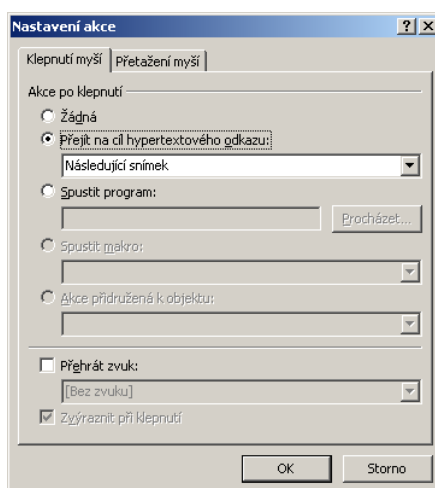 Nastavení akce
Klepnutí myší Přetažení myší
Akce po klepnutí
Žádná
Přejít na cíl hypertextového odkazu:
Následující snímek
Spustit program:
Procházet...
Spustit makro:
Akce přidružená k objektu:
Přehrát zvuk:
[Bez zvuku]
Zvýraznit při klepnutí
OK Storno